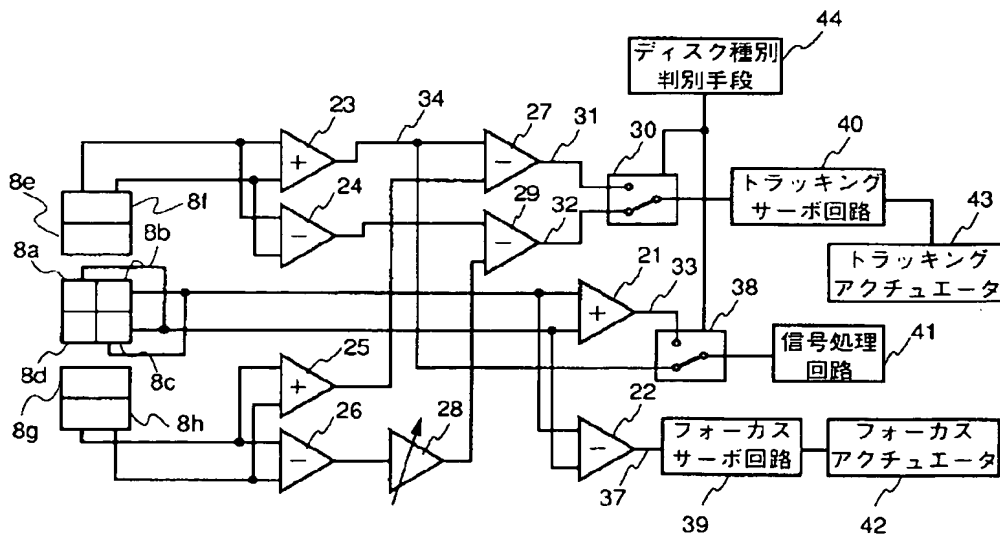 44
ディスク種別
判別手段
23
34
27
31
30
40
+
−
トラッキング
サーボ回路
8e
8f
24
29
32
43
−
−
トラッキング
アクチュエータ
8a
8b
21
33
38
+
信号処理
回路
41
8d
8c
25
+
8g
8h
26
28
22
−
−
フォーカス
サーボ回路
フォーカス
アクチュエータ
37
39
42